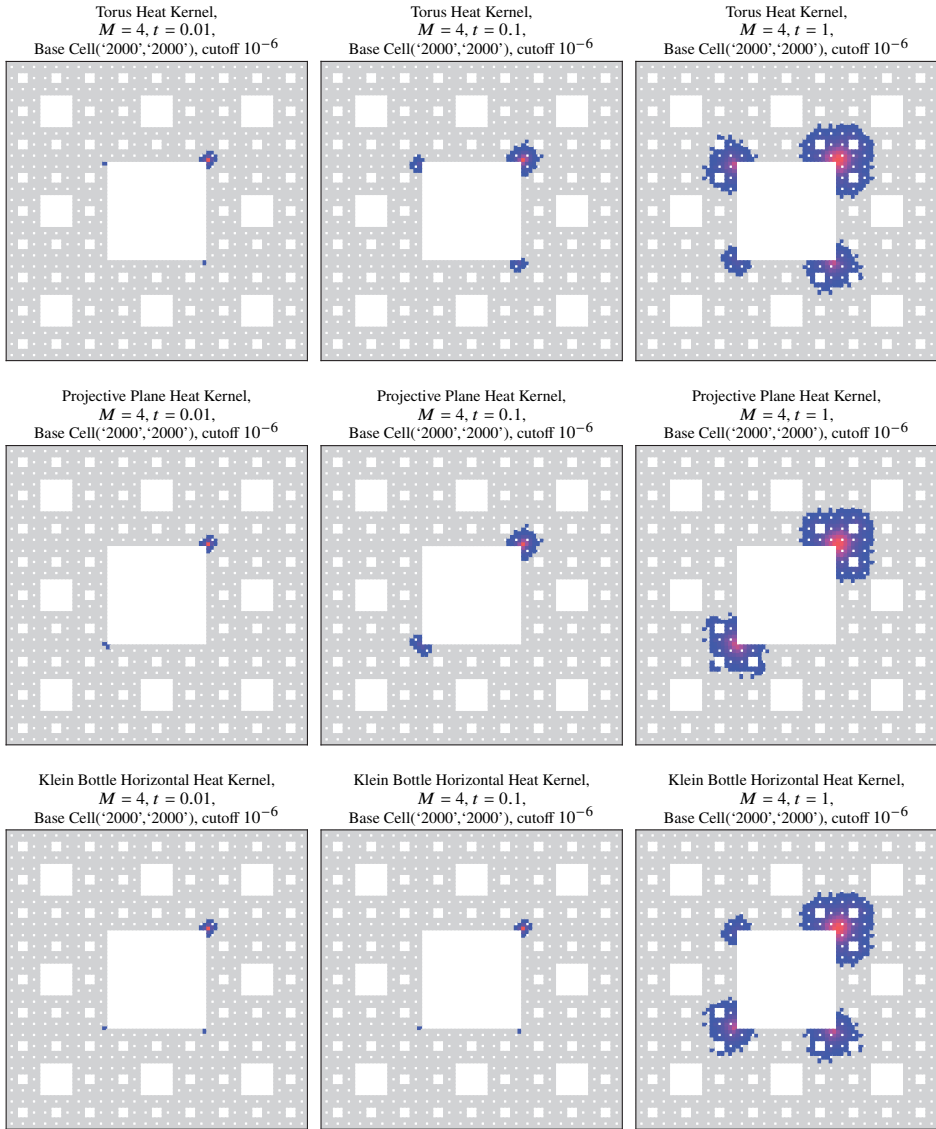 Torus Heat Kernel,
M = 4, t = 0.01,
Base Cell(‘2000’,‘2000’), cutoff 10−6
Torus Heat Kernel,
M = 4, t = 0.1,
Base Cell(‘2000’,‘2000’), cutoff 10−6
Torus Heat Kernel,
M = 4, t = 1,
Base Cell(‘2000’,‘2000’), cutoff 10−6
Projective Plane Heat Kernel,
M = 4, t = 0.01,
Base Cell(‘2000’,‘2000’), cutoff 10−6
Projective Plane Heat Kernel,
M = 4, t = 0.1,
Base Cell(‘2000’,‘2000’), cutoff 10−6
Projective Plane Heat Kernel,
M = 4, t = 1,
Base Cell(‘2000’,‘2000’), cutoff 10−6
Klein Bottle Horizontal Heat Kernel,
M = 4, t = 0.01,
Base Cell(‘2000’,‘2000’), cutoff 10−6
Klein Bottle Horizontal Heat Kernel,
M = 4, t = 0.1,
Base Cell(‘2000’,‘2000’), cutoff 10−6
Klein Bottle Horizontal Heat Kernel,
M = 4, t = 1,
Base Cell(‘2000’,‘2000’), cutoff 10−6